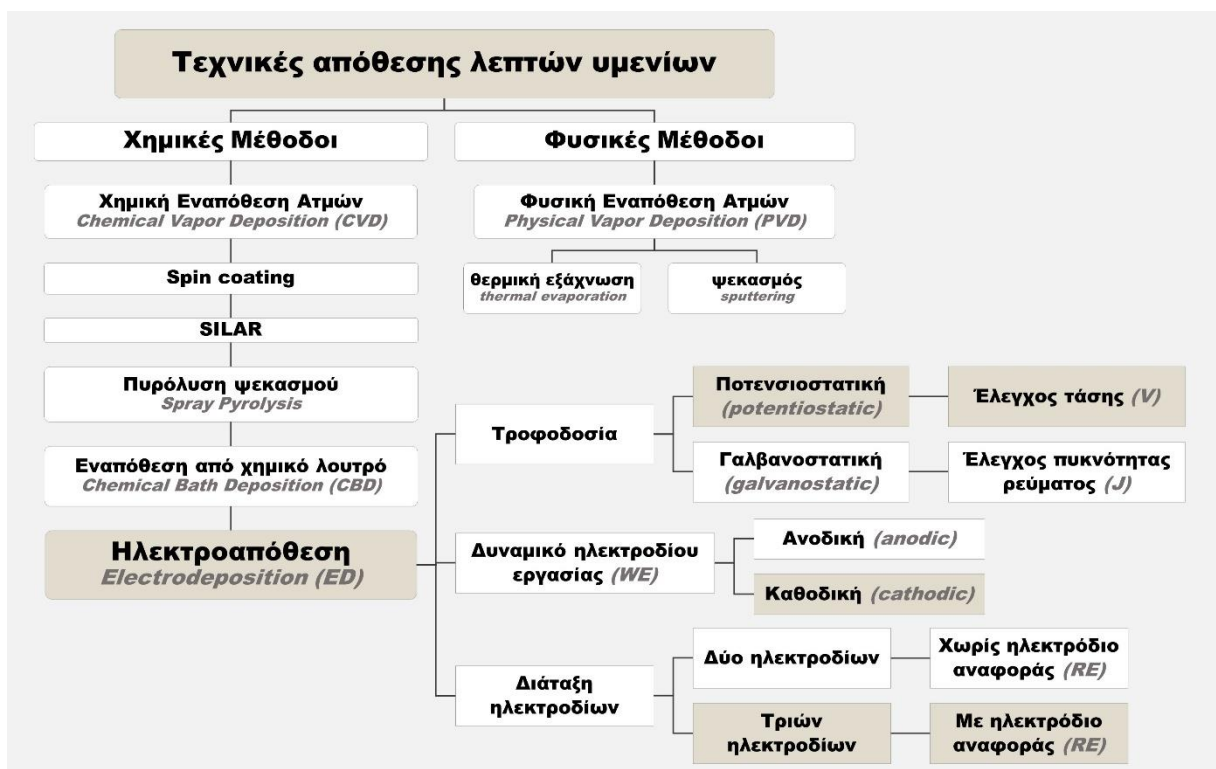 Τεχνικές απόθεσης λεπτών υμενίων
Χημικές Μέθοδοι
Φυσικές Μέθοδοι
Χημική Εναπόθεση Ατμών
Chemical Vapor Deposition (CVD)
Φυσική Εναπόθεση Ατμών
Physical Vapor Deposition (PVD)
Spin coating
θερμική εξάχνωση
thermal evaporation
ψεκασμός
sputtering
SILAR
Πυρόλυση ψεκασμού
Spray Pyrolysis
Εναπόθεση από χημικό λουτρό
Chemical Bath Deposition (CBD)
Ηλεκτροαπόθεση
Electrodeposition (ED)
Τροφοδοσία
Ποτενσιοστατική
(potentiostatic)
Έλεγχος τάσης (V)
Γαλβανοστατική
(galvanostatic)
Έλεγχος πυκνότητας
ρεύματος (J)
Δυναμικό ηλεκτροδίου
εργασίας (WE)
Ανοδική (anodic)
Καθοδική (cathodic)
Διάταξη
ηλεκτροδίων
Δύο ηλεκτροδίων
Χωρίς ηλεκτρόδιο
αναφοράς (RE)
Τριών
ηλεκτροδίων
Με ηλεκτρόδιο
αναφοράς (RE)